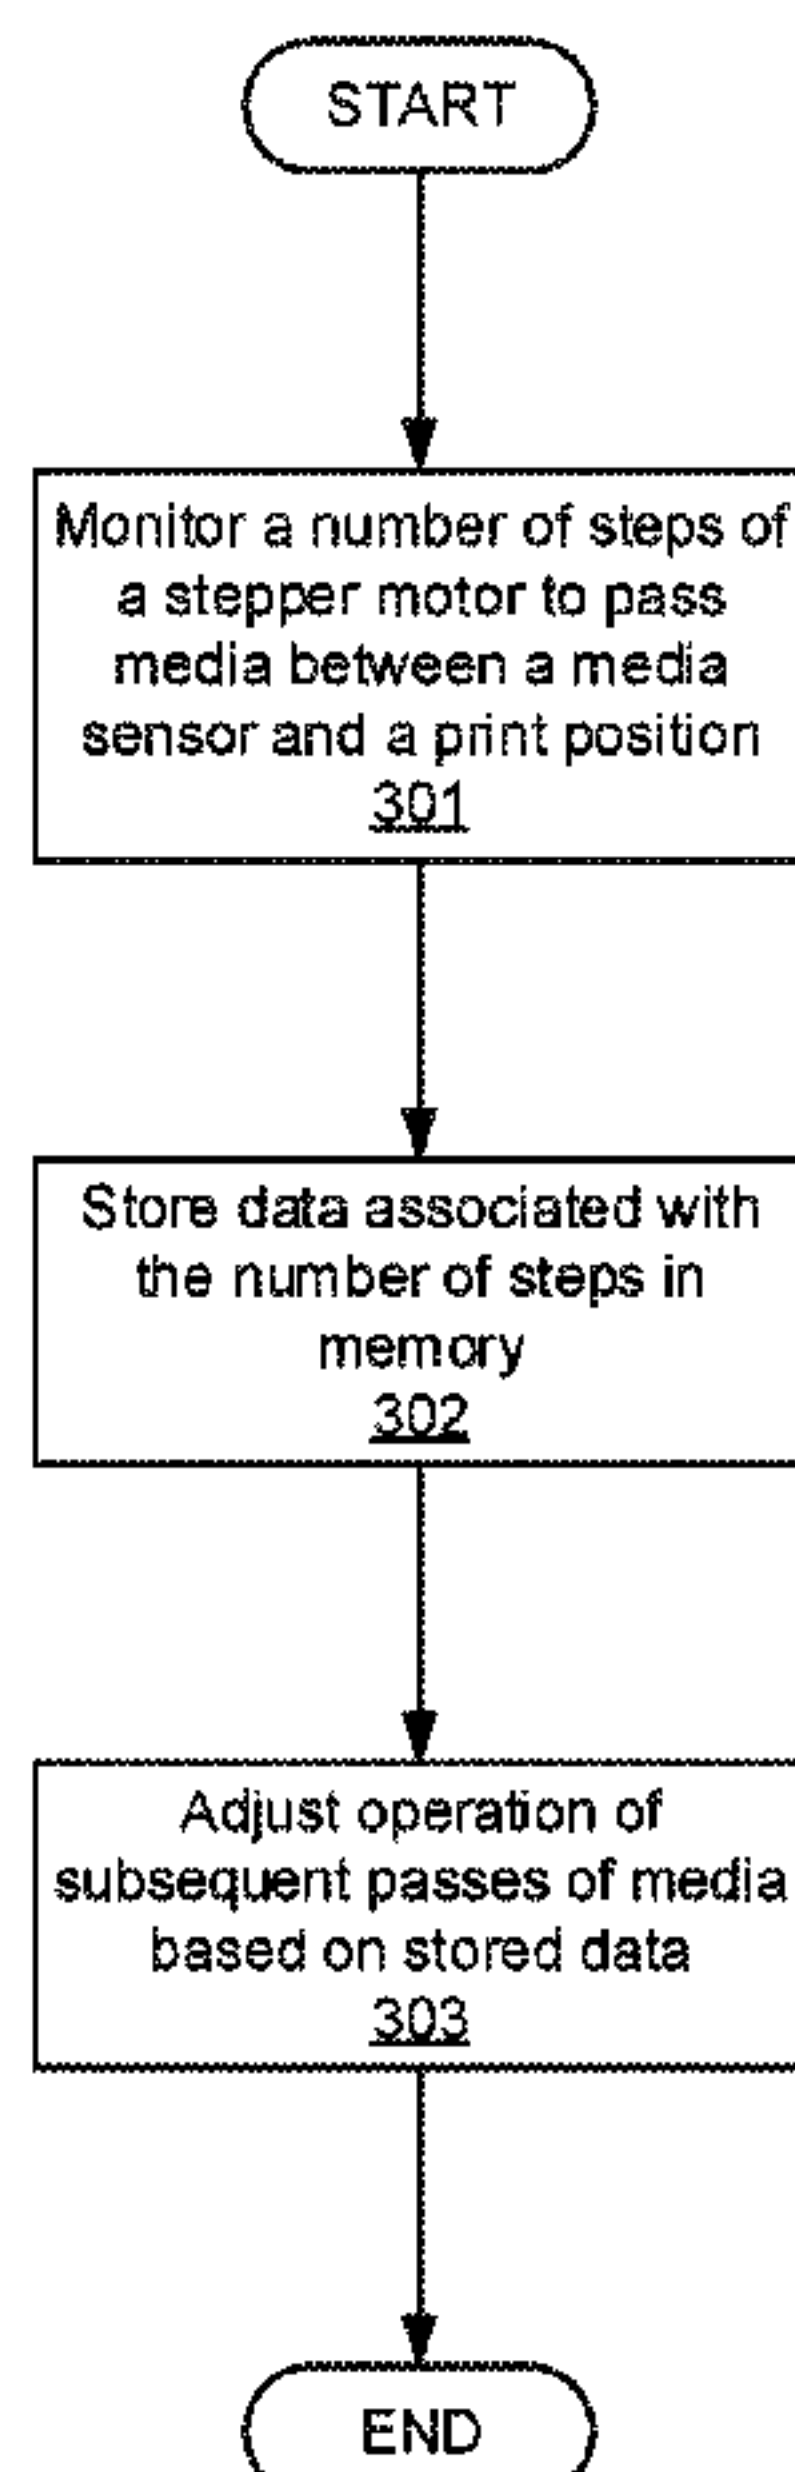 START
Monitor a number of steps of
a stepper motor to pass
media between a media
sensor and a print position
301
Store data associated with
the number of steps in
memory
302
Adjust operation of
subsequent passes of media
based on stored data
303
END